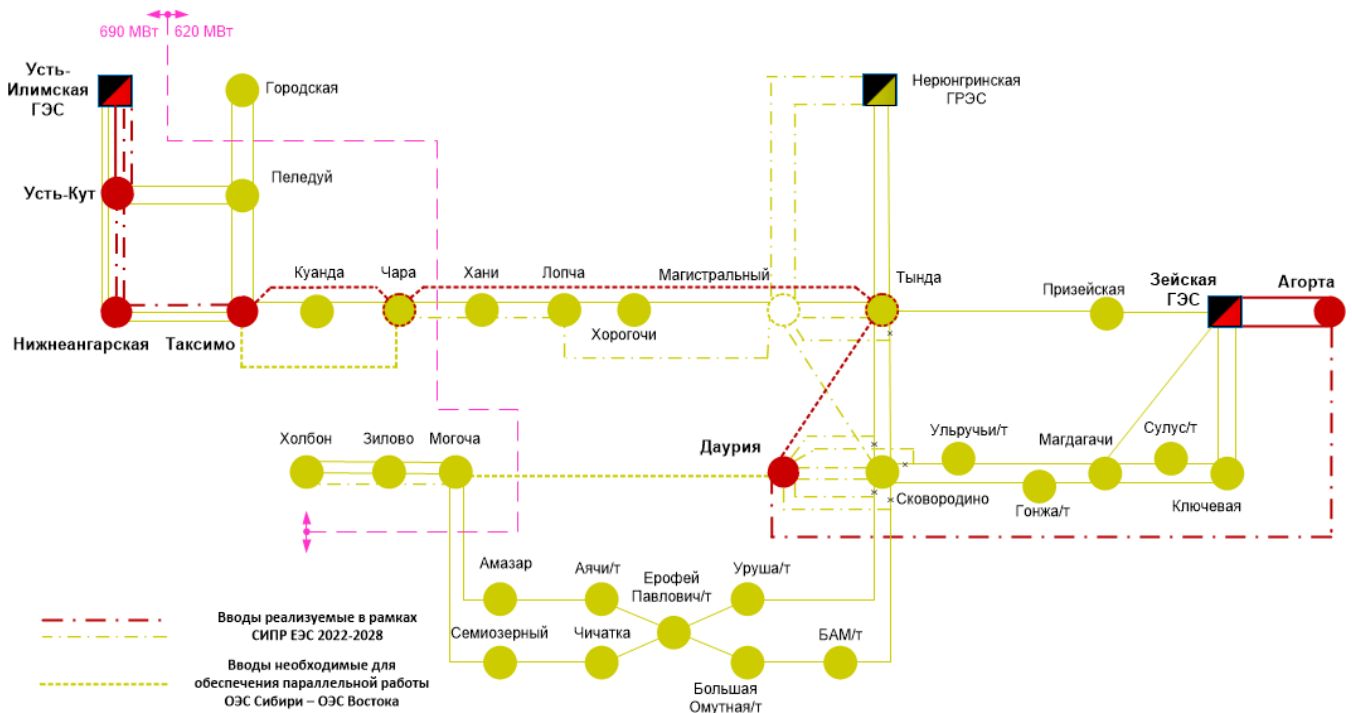 690 МВт
620 МВт
Усть-
Илимская
ГЭС
Городская
Нерюнгринская
ГРЭС
Усть-Кут
Пеледуй
Куанда
Чара
Хани
Лопча
Магистральный
Тында
Призейская
Зейская
ГЭС
Агорта
Хорогочи
Нижнеангарская
Таксимо
Холбон
Зилово
Могоча
Даурия
Ульручьи/т
Магдагачи
Сулус/т
Сковородино
Гонжа/т
Ключевая
Амазар
Аячи/т
Ерофей
Павлович/т
Уруша/т
Семиозерный
Чичатка
БАМ/т
Большая
Омутная/т
Вводы реализуемые в рамках
СИПР ЕЭС 2022-2028
Вводы необходимые для
обеспечения параллельной работы
ОЭС Сибири – ОЭС Востока